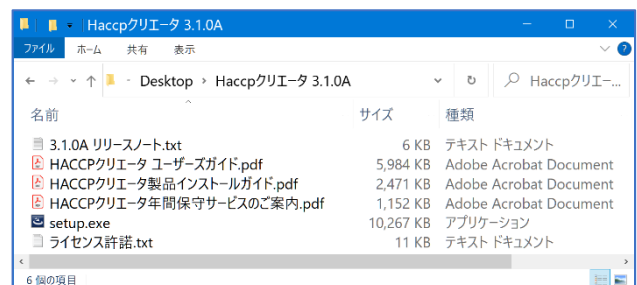 Haccpクリエータ 3.1.0A
ファイル ホーム 共有 表示
Desktop › Haccpクリエータ 3.1.0A Haccpクリエー...
名前 サイズ 種類
3.1.0A リリースノート.txt 6 KB テキスト ドキュメント
HACCPクリエータ ユーザーズガイド.pdf 5,984 KB Adobe Acrobat Document
HACCPクリエータ製品インストールガイド.pdf 2,471 KB Adobe Acrobat Document
HACCPクリエータ年間保守サービスのご案内.pdf 1,152 KB Adobe Acrobat Document
setup.exe 10,267 KB アプリケーション
ライセンス許諾.txt 11 KB テキスト ドキュメント
6 個の項目